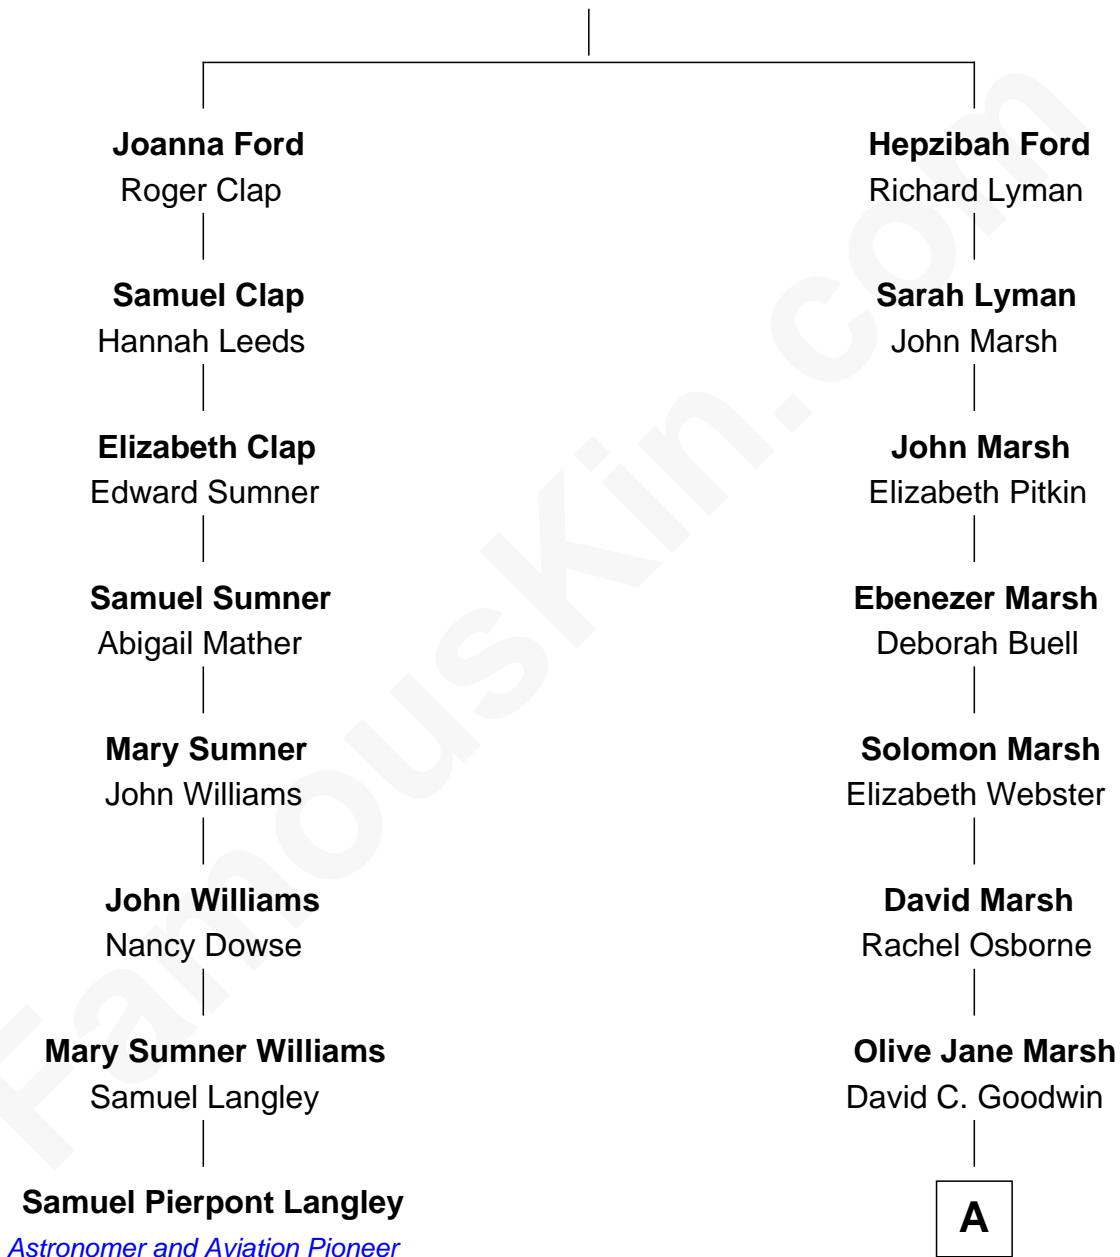 Joanna Ford
Roger Clap
Samuel Clap
Hannah Leeds
Elizabeth Clap
Edward Sumner
Samuel Sumner
Abigail Mather
Mary Sumner
John Williams
John Williams
Nancy Dowse
Mary Sumner Williams
Samuel Langley
Samuel Pierpont Langley
Astronomer and Aviation Pioneer
Hepzibah Ford
Richard Lyman
Sarah Lyman
John Marsh
John Marsh
Elizabeth Pitkin
Ebenezer Marsh
Deborah Buell
Solomon Marsh
Elizabeth Webster
David Marsh
Rachel Osborne
Olive Jane Marsh
David C. Goodwin
A
FamousKin.com